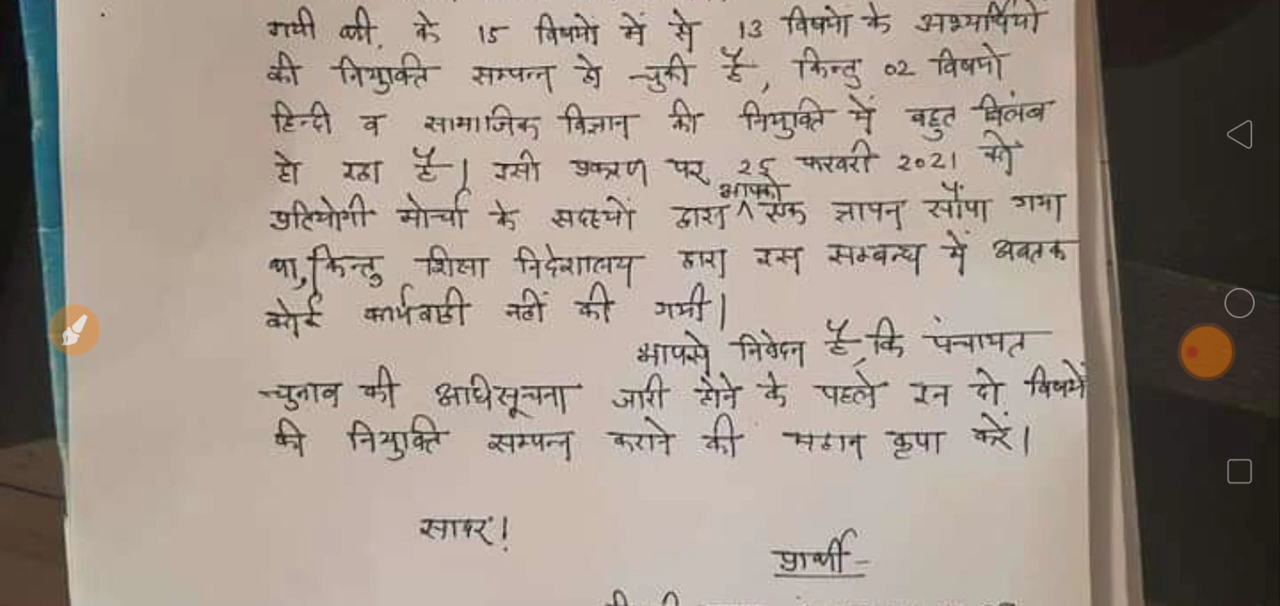 गयी थी, के 15 विषयों में से 13 विषयों के अभ्यर्थियों
की नियुक्ति सम्पन्न हो चुकी है, किन्तु 02 विषयों
हिन्दी व सामाजिक विज्ञान की नियुक्ति में बहुत विलंब
हो रहा है। इसी प्रकरण पर 25 फरवरी 2021 को
प्रतियोगी मोर्चा के सदस्यों द्वारा आपको एक ज्ञापन सौंपा गया
था, किन्तु शिक्षा निदेशालय द्वारा इस सम्बन्ध में अबतक
कोई कार्यवाही नहीं की गयी।
आपसे निवेदन है, कि पंचायत
चुनाव की अधिसूचना जारी होने के पहले इन दो विषयों
की नियुक्ति सम्पन्न कराने की महान कृपा करें।
सादर!
प्रार्थी -